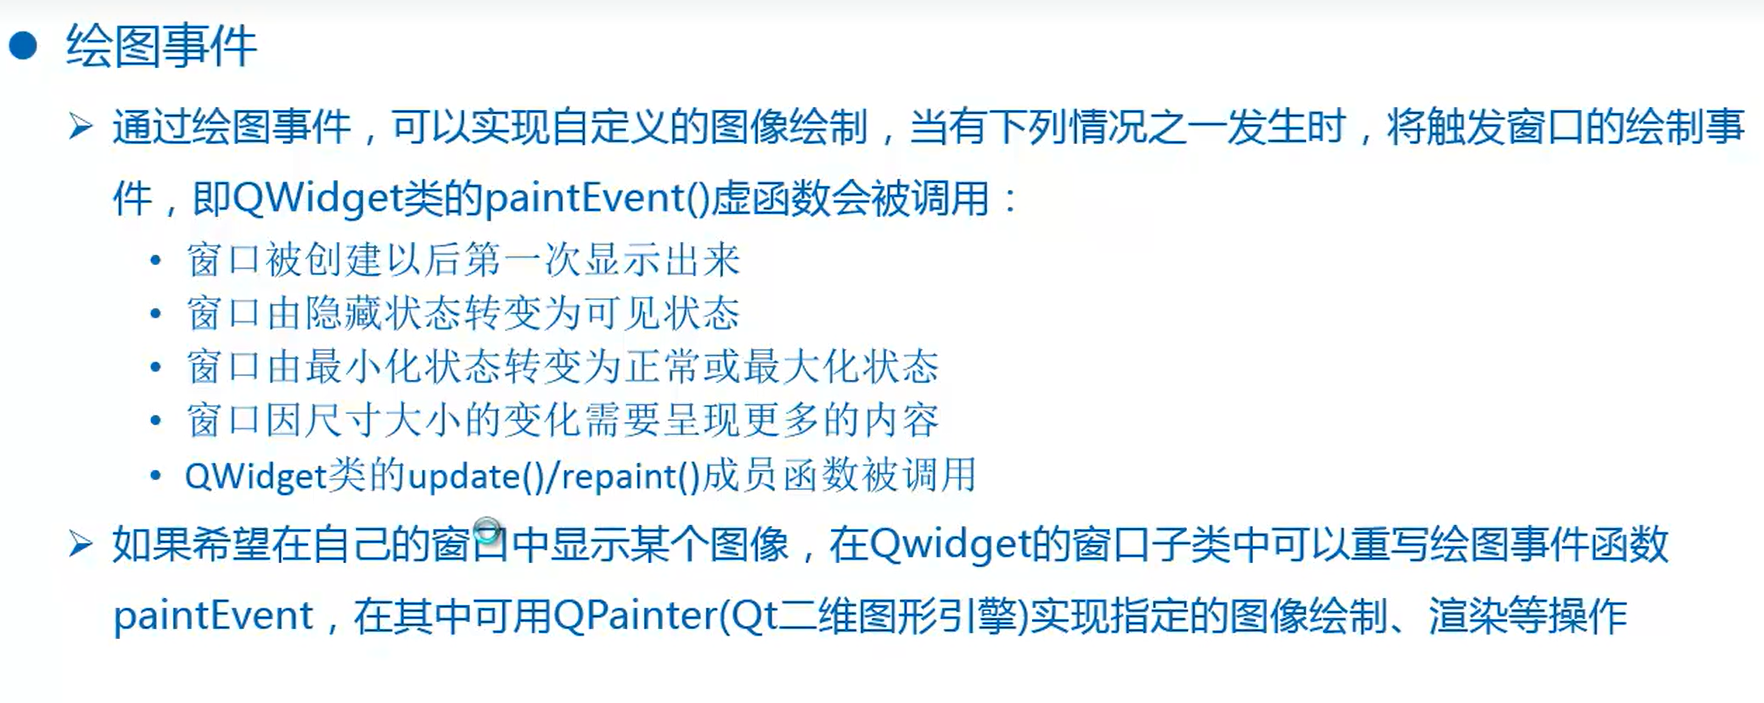 ● 绘图事件
➢ 通过绘图事件，可以实现自定义的图像绘制，当有下列情况之一发生时，将触发窗口的绘制事
件，即QWidget类的paintEvent()虚函数会被调用：
• 窗口被创建以后第一次显示出来
• 窗口由隐藏状态转变为可见状态
• 窗口由最小化状态转变为正常或最大化状态
• 窗口因尺寸大小的变化需要呈现更多的内容
• QWidget类的update()/repaint()成员函数被调用
➢ 如果希望在自己的窗口中显示某个图像，在Qwidget的窗口子类中可以重写绘图事件函数
paintEvent，在其中可用QPainter(Qt二维图形引擎)实现指定的图像绘制、渲染等操作